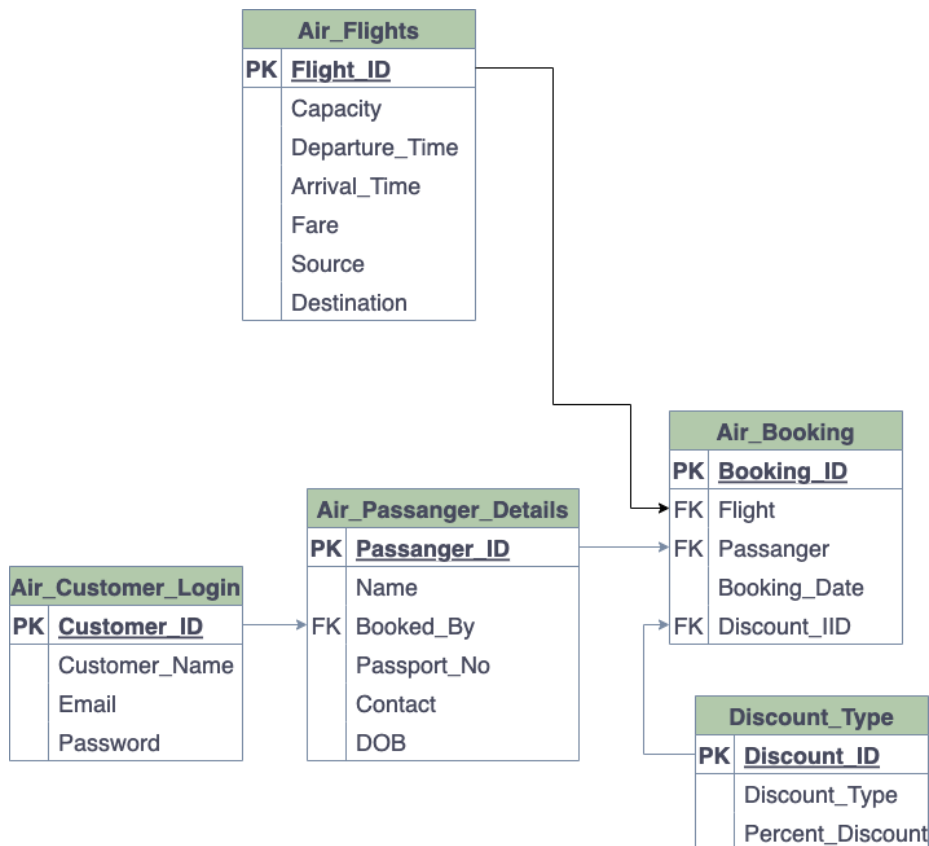 Air_Flights
PK Flight_ID
Capacity
Departure_Time
Arrival_Time
Fare
Source
Destination
Air_Booking
PK Booking_ID
FK Flight
FK Passanger
Booking_Date
FK Discount_IID
Air_Passanger_Details
PK Passanger_ID
Name
FK Booked_By
Passport_No
Contact
DOB
Air_Customer_Login
PK Customer_ID
Customer_Name
Email
Password
Discount_Type
PK Discount_ID
Discount_Type
Percent_Discount